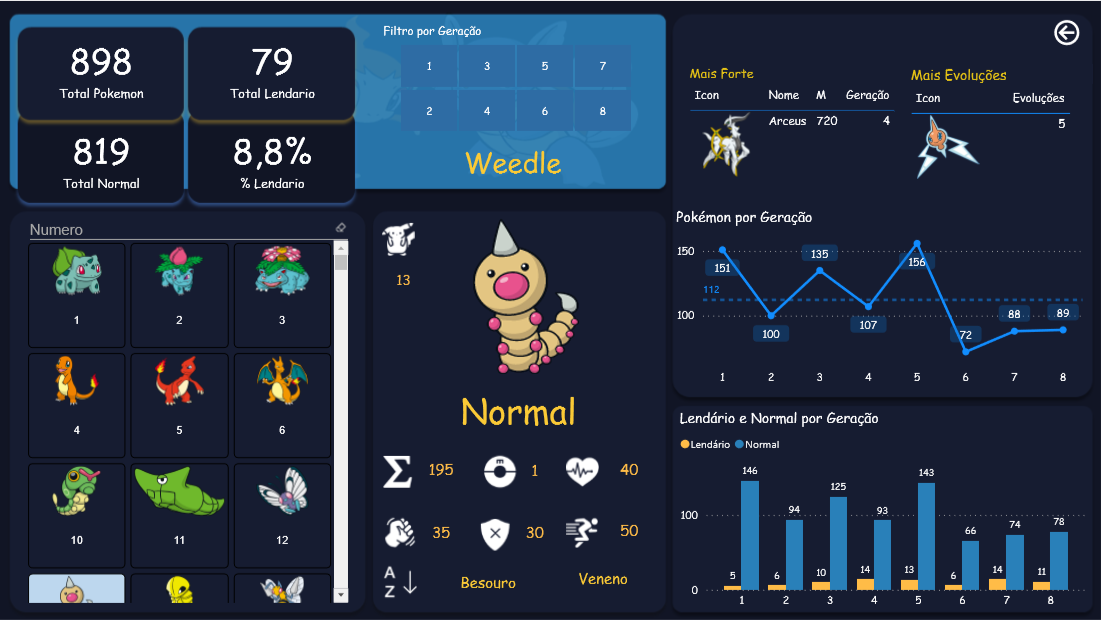 898
Total Pokemon
79
Total Lendario
819
Total Normal
8,8%
% Lendario
Filtro por Geração
1 3 5 7
2 4 6 8
Weedle
Mais Forte
Icon Nome M Geração
Arceus 720 4
Mais Evoluções
Icon Evoluções
5
Numero
1 2 3
4 5 6
10 11 12
13
Normal
195 1 40
35 30 50
A
Z
Besouro Veneno
Pokémon por Geração
150
100
112
151 100 135 107 156 72 88 89
1 2 3 4 5 6 7 8
Lendário e Normal por Geração
Lendário Normal
100
0
5 146 6 94 10 125 14 93 13 143 6 66 14 74 11 78
1 2 3 4 5 6 7 8